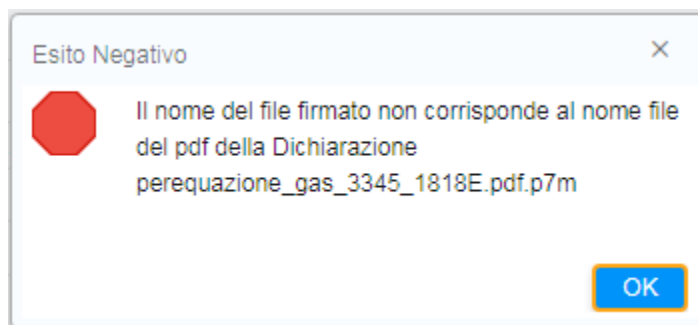 Esito Negativo
Il nome del file firmato non corrisponde al nome file
del pdf della Dichiarazione
perequazione_gas_3345_1818E.pdf.p7m
OK